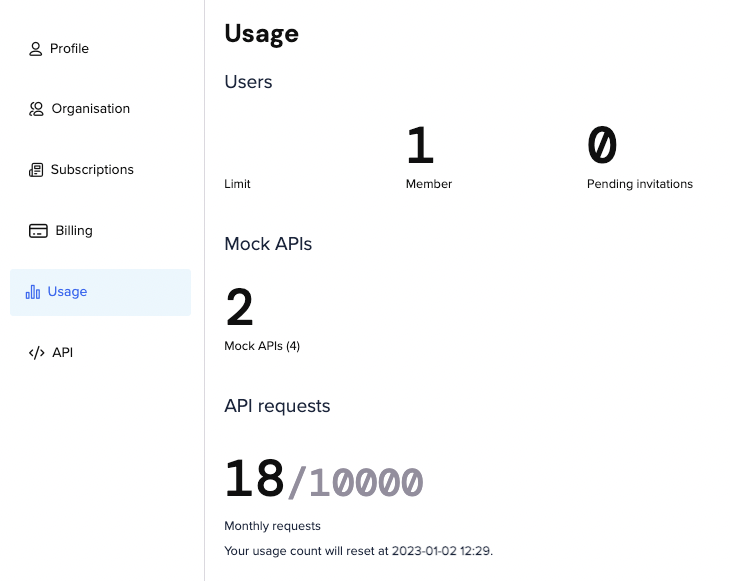 Profile
Organisation
Subscriptions
Billing
Usage
API
Usage
Users
Limit
1
Member
0
Pending invitations
Mock APIs
2
Mock APIs (4)
API requests
18/10000
Monthly requests
Your usage count will reset at 2023-01-02 12:29.